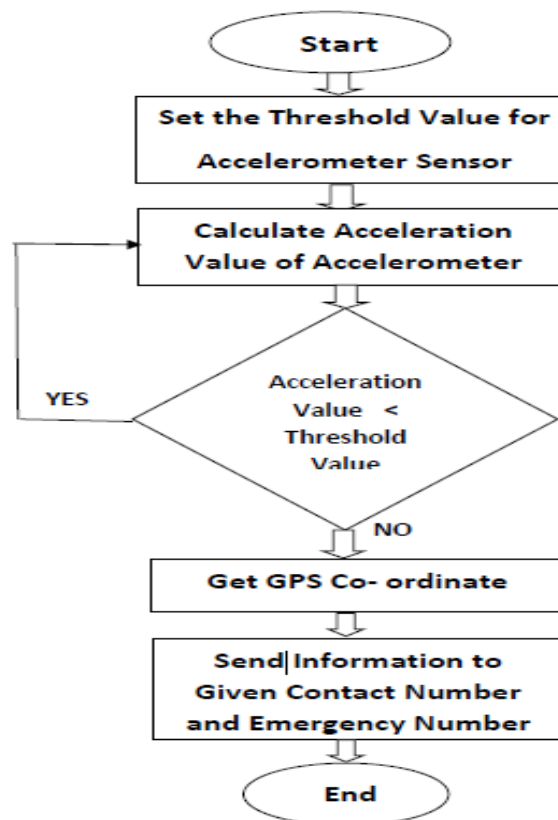 Start
Set the Threshold Value for
Accelerometer Sensor
Calculate Acceleration
Value of Accelerometer
Acceleration
Value <
Threshold
Value
YES
NO
Get GPS Co- ordinate
Send Information to
Given Contact Number
and Emergency Number
End